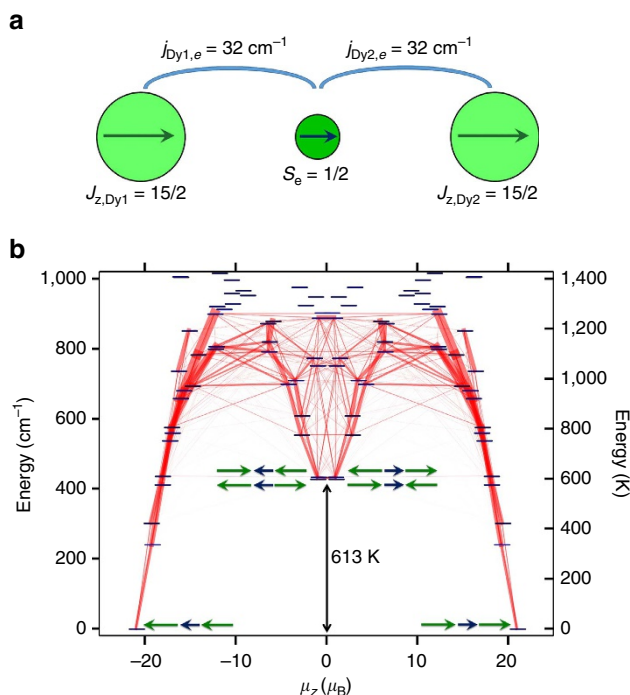 a
j_Dy1,e = 32 cm⁻¹ j_Dy2,e = 32 cm⁻¹
J_z,Dy1 = 15/2 S_e = 1/2 J_z,Dy2 = 15/2
b
−20 −10 0 10 20
1,000 800 600 400 200 0
Energy (cm⁻¹)
613 K
1,400 1,200 1,000 800 600 400 200 0
Energy (K)
μ_z (μ_B)